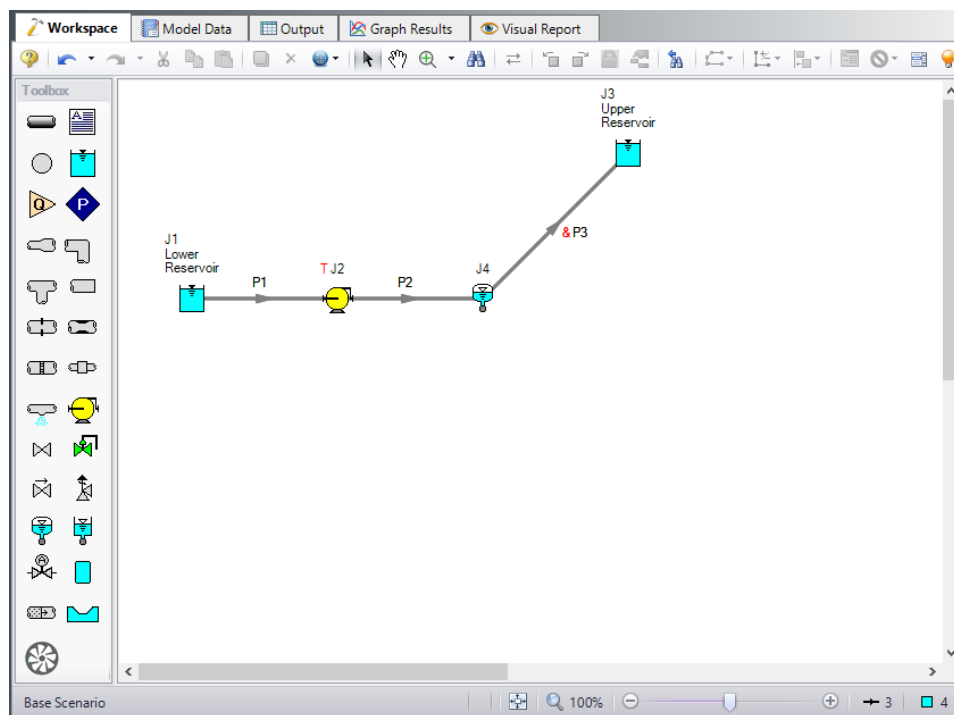 Workspace
Model Data
Output
Graph Results
Visual Report
Toolbox
A
Q
P
J3
Upper
Reservoir
& P3
J1
Lower
Reservoir
P1
T J2
P2
J4
Base Scenario
100%
3
4